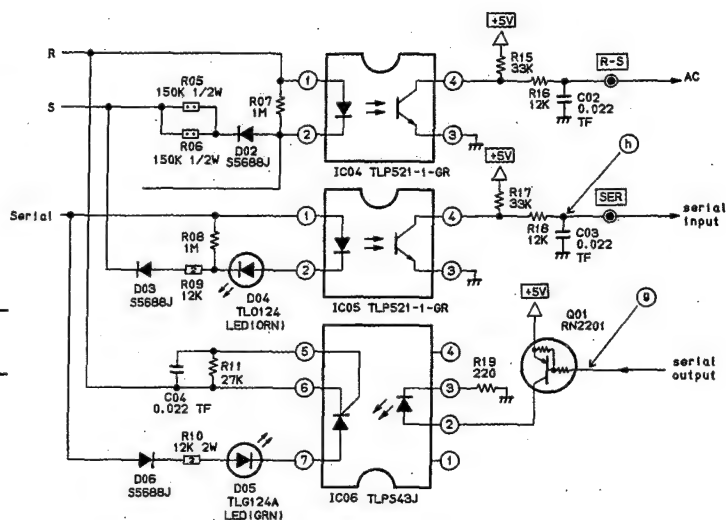 +5V
R
R15
33K
R-S
R05
150K 1/2W
1
4
AC
S
R07
1M
R16
12K
C02
0.022
TF
R06
150K 1/2W
D02
S5688J
2
3
h
IC04 TLP521-1-GR
+5V
R17
33K
SER
Serial
1
4
serial
input
R08
1M
R18
12K
C03
0.022
TF
2
3
D03
S5688J
R09
12K
D04
TLO124
LED(ORN)
IC05 TLP521-1-GR
+5V
Q01
RN2201
g
5
4
R11
27K
R19
220
serial
output
6
3
C04
0.022 TF
2
R10
12K 2W
7
1
D06
S5688J
D05
TLG124A
LED(GRN)
IC06 TLP543J